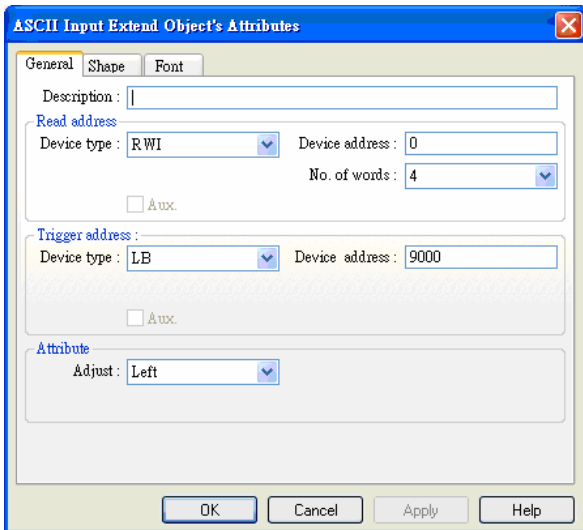 ASCII Input Extend Object's Attributes
General Shape Font
Description :
Read address
Device type : RWI Device address : 0
No. of words : 4
Aux.
Trigger address :
Device type : LB Device address : 9000
Aux.
Attribute
Adjust : Left
OK Cancel Apply Help